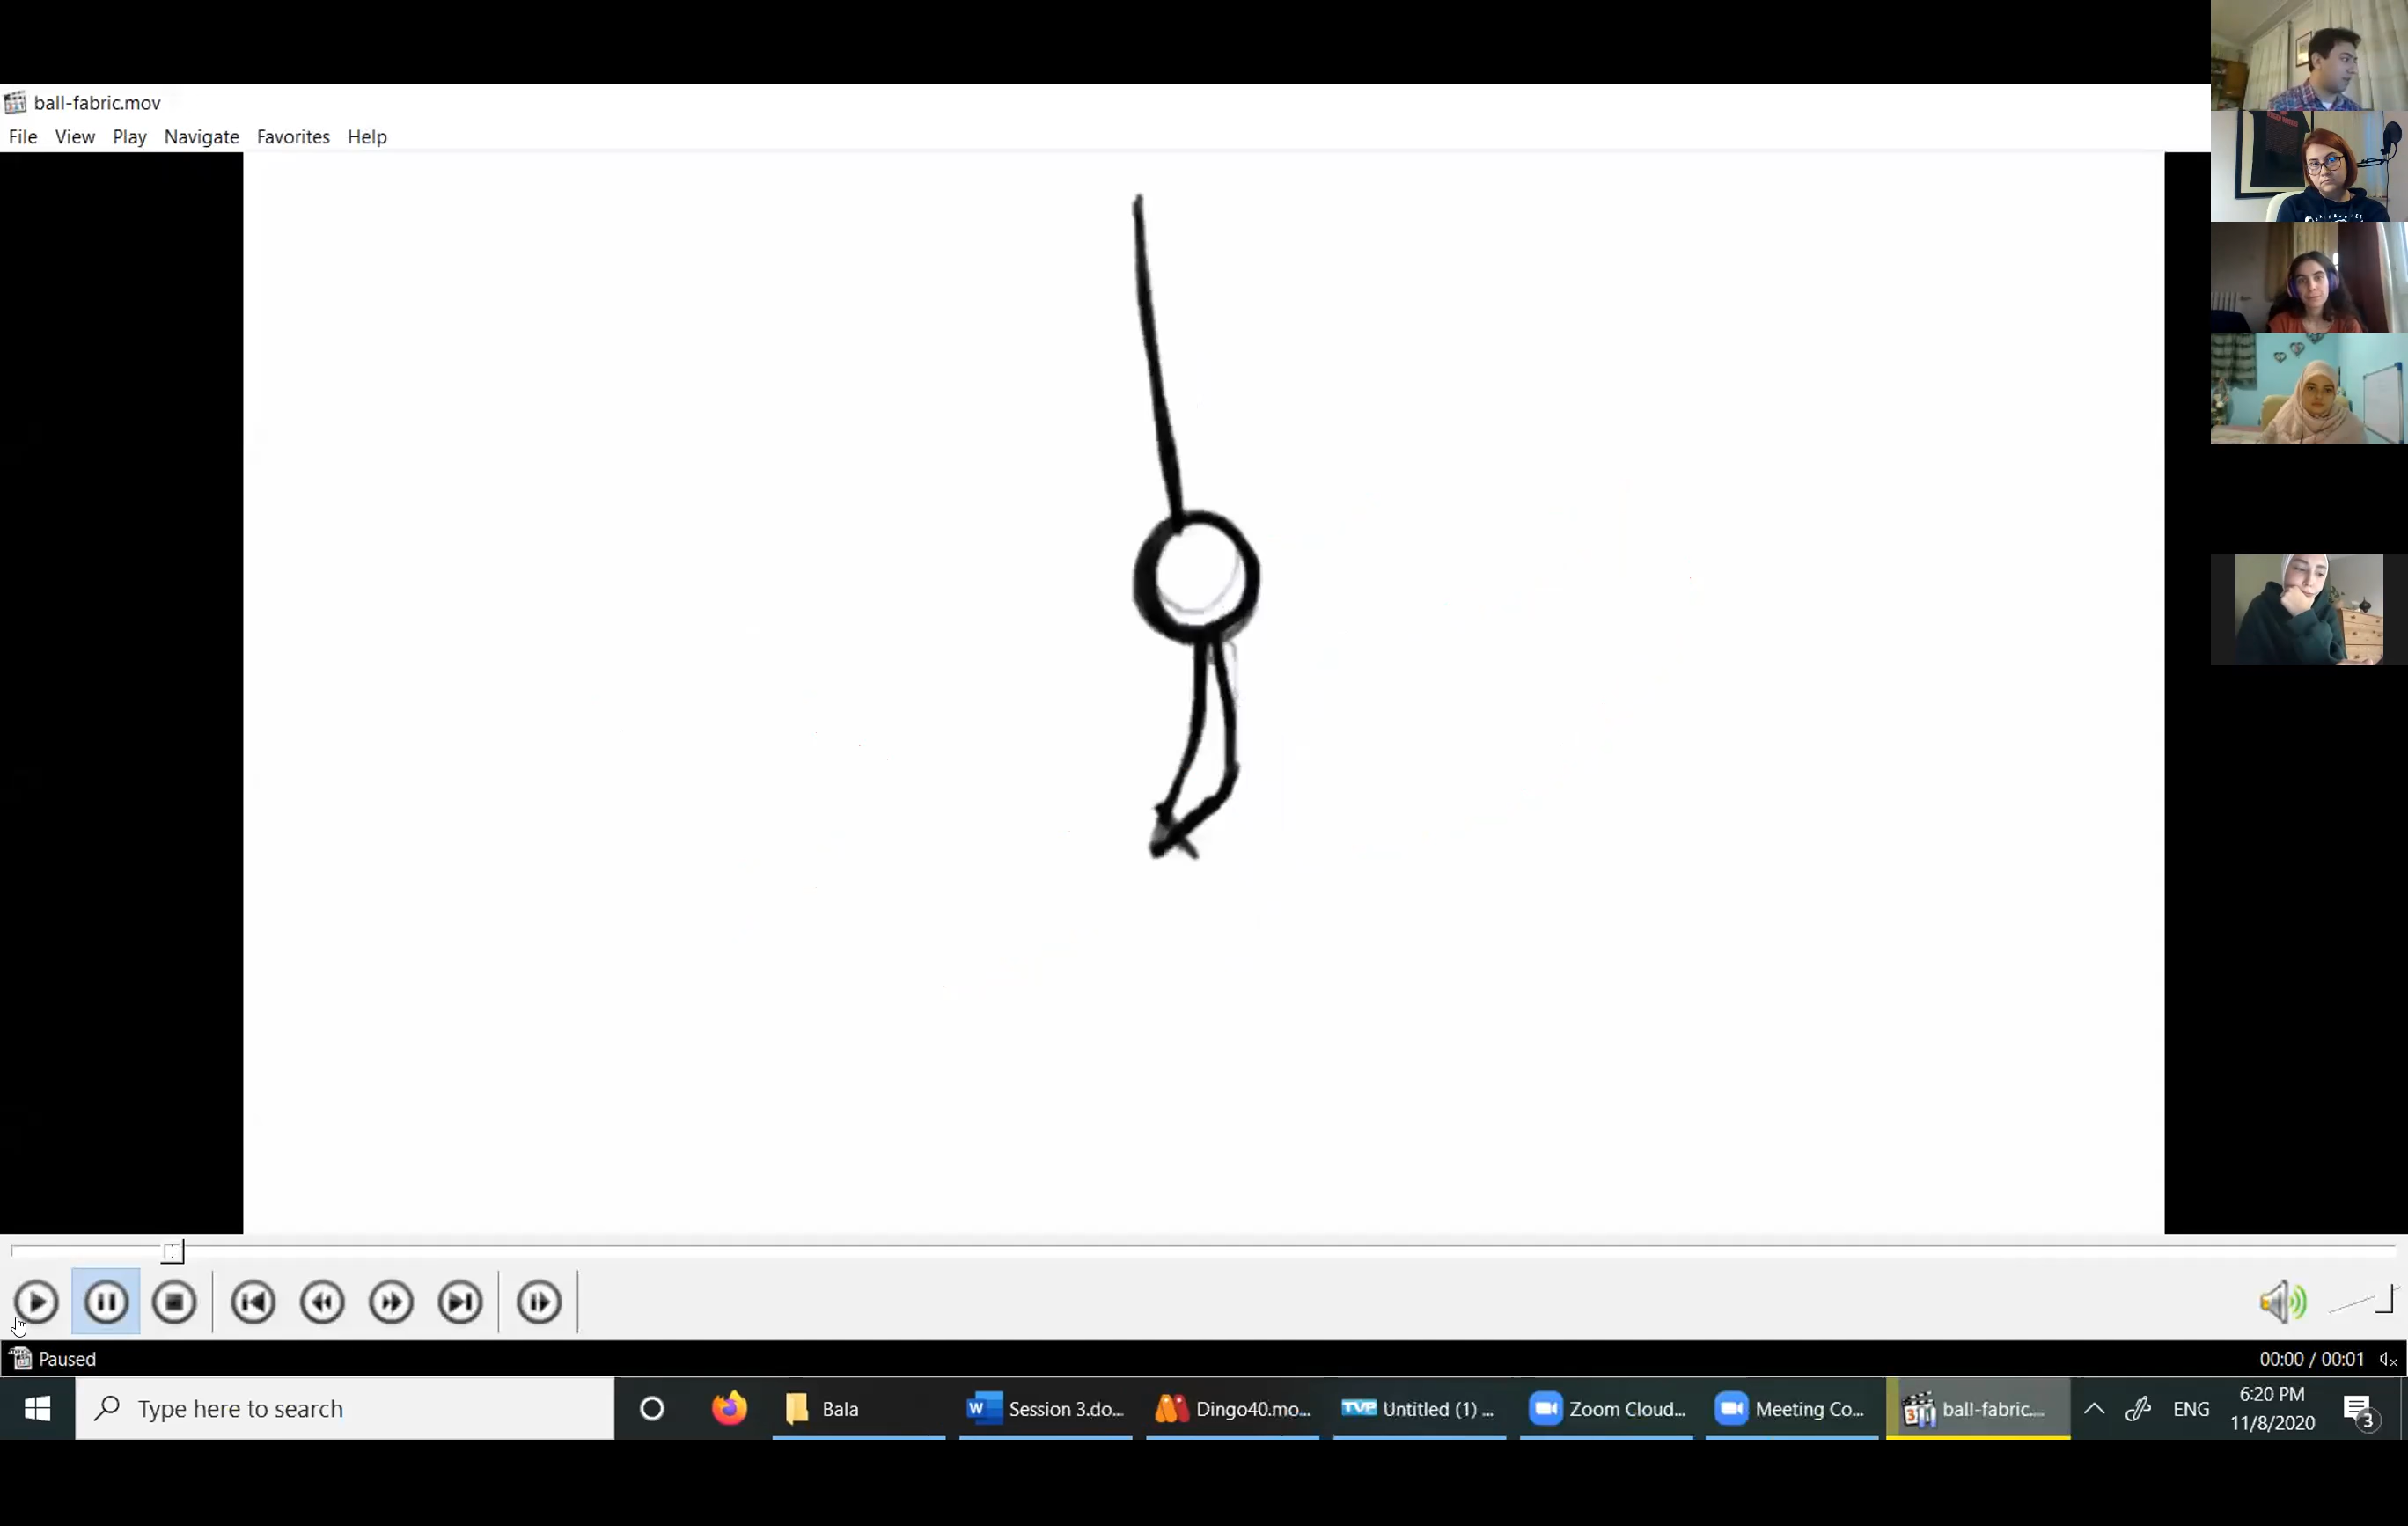 ball-fabric.mov
File View Play Navigate Favorites Help
Paused
00:00 / 00:01
Type here to search
Bala
Session 3.do...
Dingo40.mo...
TVP Untitled (1) ...
Zoom Cloud...
Meeting Co...
ball-fabric....
ENG
6:20 PM
11/8/2020
3